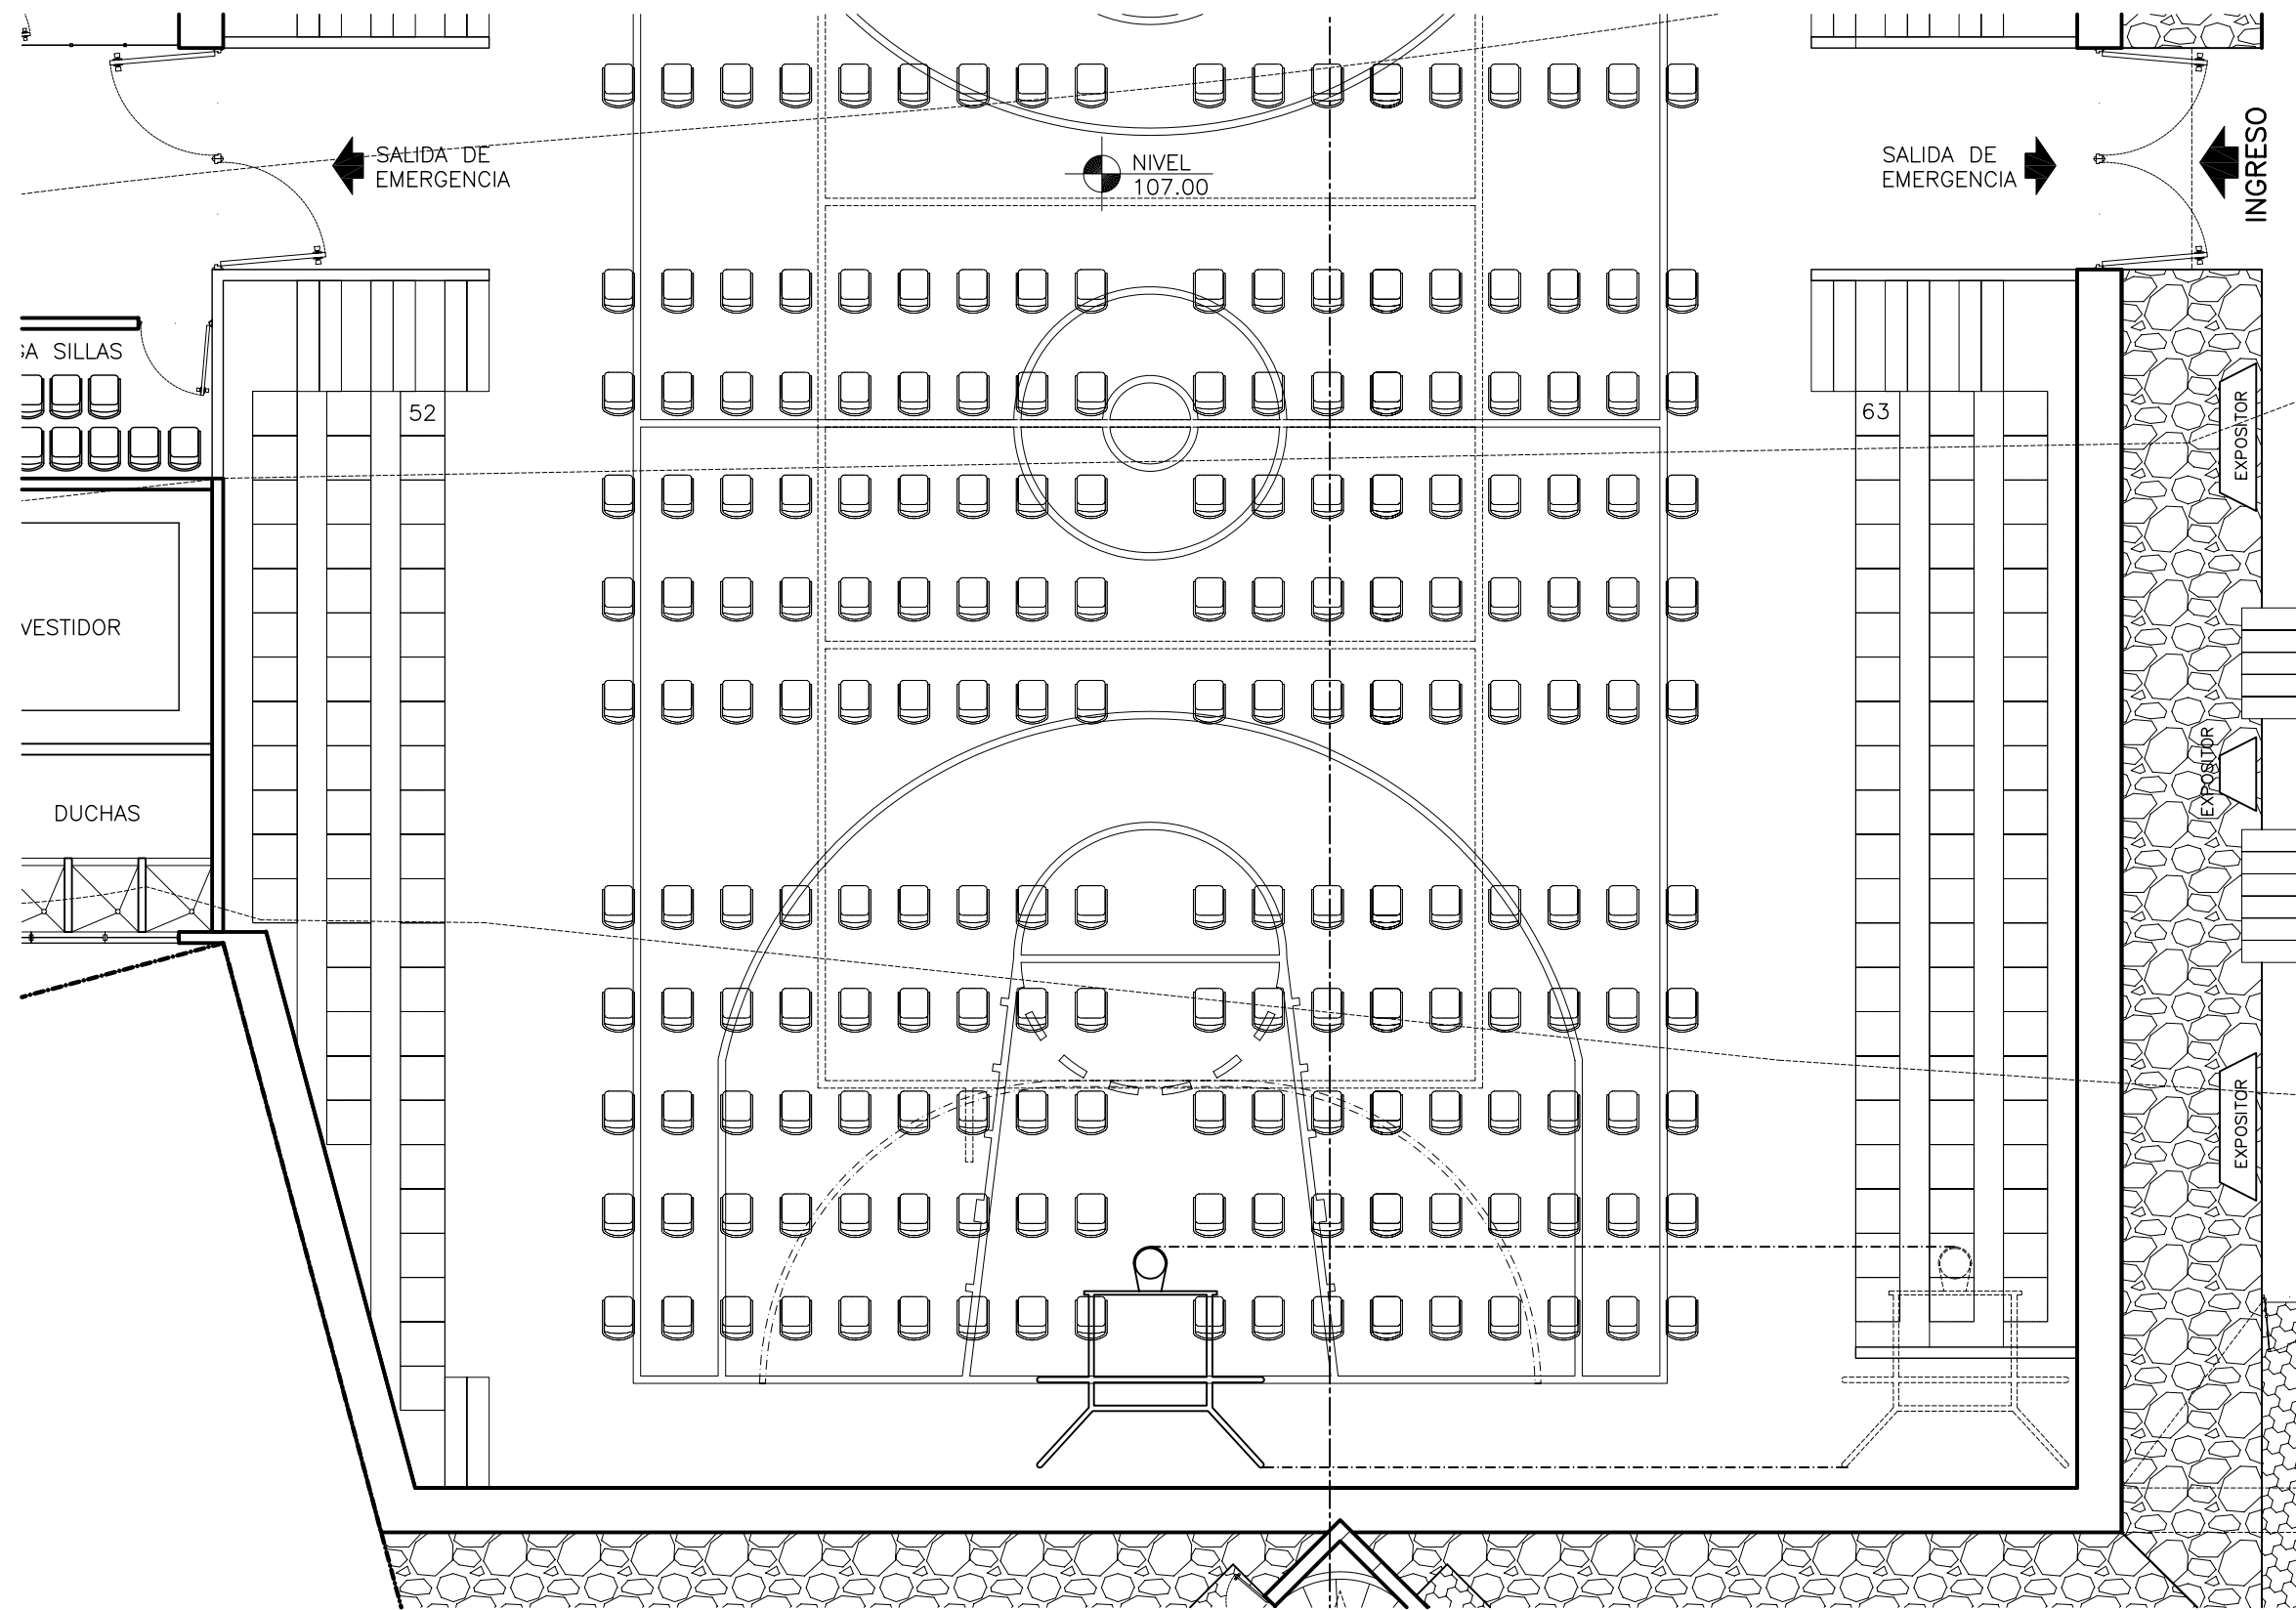 SALIDA DE
EMERGENCIA
NIVEL
107.00
SALIDA DE
EMERGENCIA
INGRESO
SILLAS
52
63
EXPOSITOR
VESTIDOR
EXPOSITOR
DUCHAS
EXPOSITOR